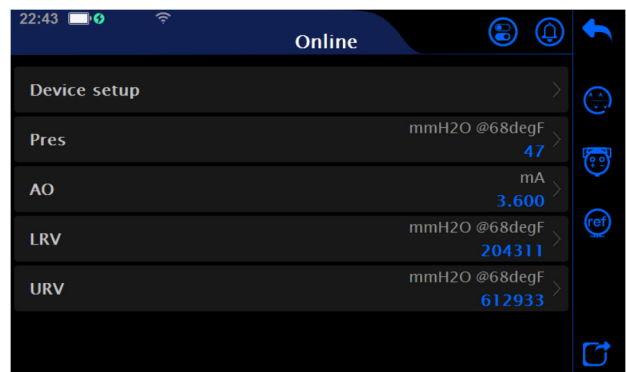 22:43
Online
Device setup
Pres
mmH2O @68degF
47
AO
mA
3.600
LRV
mmH2O @68degF
204311
URV
mmH2O @68degF
612933
ref